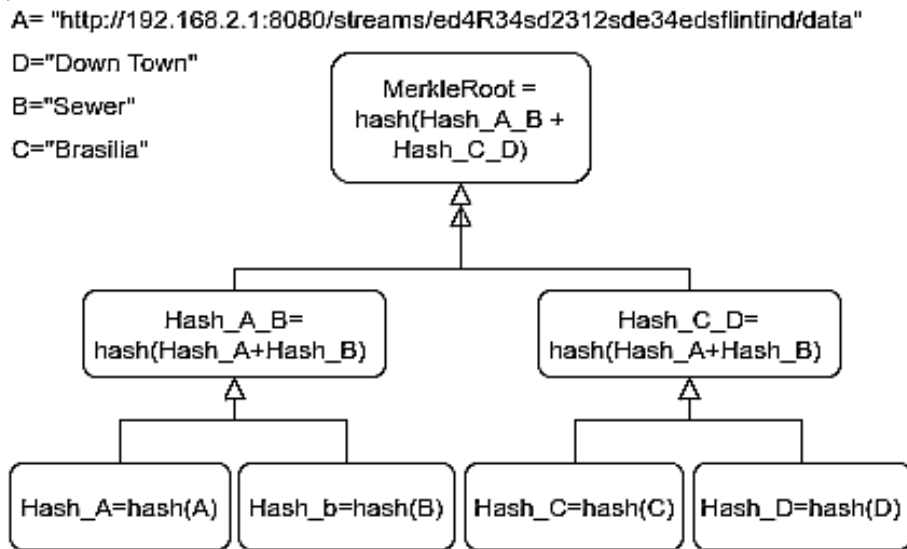 A= "http://192.168.2.1:8080/streams/ed4R34sd2312sde34edsflintind/data"
D="Down Town"
B="Sewer"
C="Brasilia"
MerkleRoot =
hash(Hash_A_B +
Hash_C_D)
Hash_A_B=
hash(Hash_A+Hash_B)
Hash_C_D=
hash(Hash_A+Hash_B)
Hash_A=hash(A)
Hash_b=hash(B)
Hash_C=hash(C)
Hash_D=hash(D)